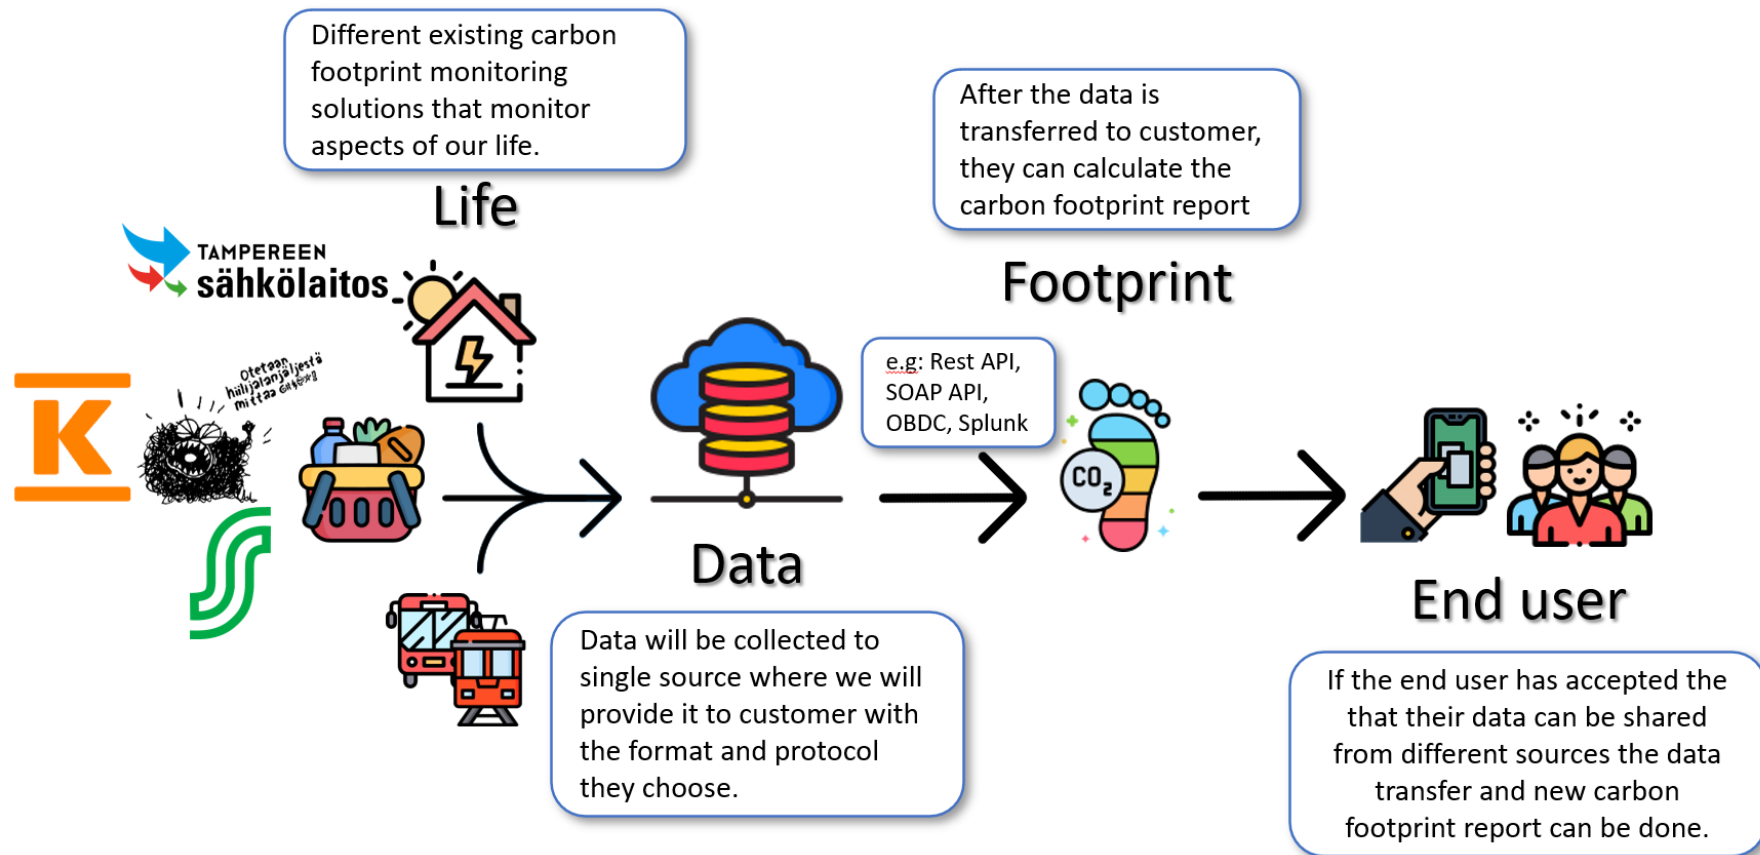 Different existing carbon
footprint monitoring
solutions that monitor
aspects of our life.
Life
TAMPEREEN
sähkölaitos
Otetaan
hiilijalanjäljestä
mittaa @#$@*!
K
After the data is
transferred to customer,
they can calculate the
carbon footprint report
Footprint
e.g: Rest API,
SOAP API,
OBDC, Splunk
CO₂
Data
Data will be collected to
single source where we will
provide it to customer with
the format and protocol
they choose.
End user
If the end user has accepted the
that their data can be shared
from different sources the data
transfer and new carbon
footprint report can be done.